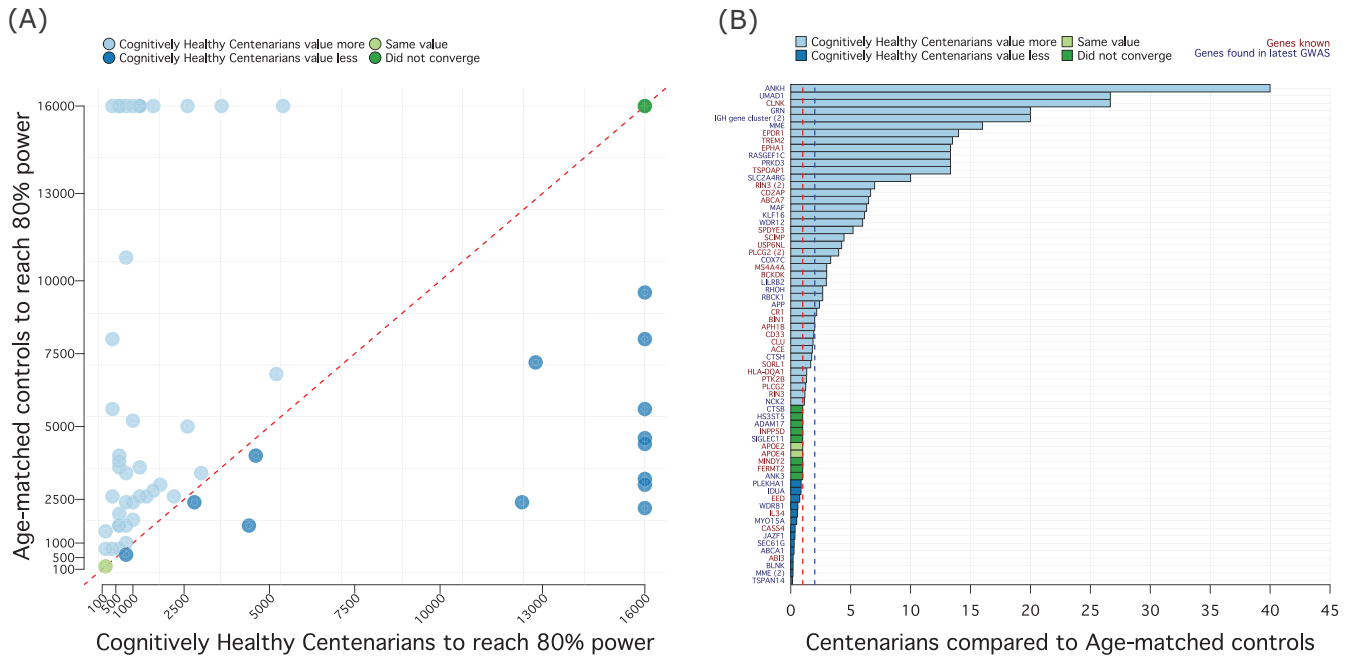 (A)
Cognitively Healthy Centenarians value more
Same value
Cognitively Healthy Centenarians value less
Did not converge
Age-matched controls to reach 80% power
16000
13000
10000
7500
5000
2500
1000
500
100
100
500
1000
2500
5000
7500
10000
13000
16000
Cognitively Healthy Centenarians to reach 80% power
(B)
Cognitively Healthy Centenarians value more
Same value
Genes known
Cognitively Healthy Centenarians value less
Did not converge
Genes found in latest GWAS
ANKH
UMAD1
CLNK
GRN
IGH gene cluster (2)
MME
EPDR1
TREM2
EPHA1
RASGEF1C
PRKD3
TSPOAP1
SLC2A4RG
RIN3 (2)
CD2AP
ABCA7
MAF
KLF16
WDR12
SPDYE3
SCIMP
USP6NL
PLCG2 (2)
COX7C
MS4A4A
BCKDK
LILRB2
RHOH
RBCK1
APP
CR1
BIN1
APH1B
CD33
CLU
ACE
CTSH
SORL1
HLA-DQA1
PTK2B
PLCG2
RIN3
NCK2
CTSB
HS3ST5
ADAM17
INPP5D
SIGLEC11
APOE2
APOE4
MINDY2
FERMT2
ANK3
PLEKHA1
IDUA
EED
WDR81
IL34
MYO15A
CASS4
JAZF1
SEC61G
ABCA1
ABI3
BLNK
MME (2)
TSPAN14
0
5
10
15
20
25
30
35
40
45
Centenarians compared to Age-matched controls